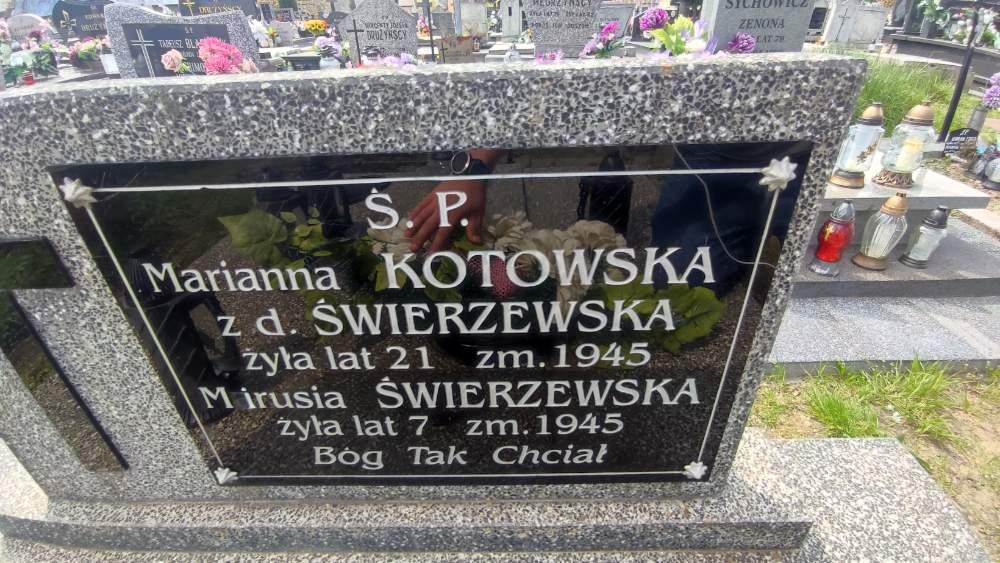 DRUŻYŃSCY
SYCHOWICZ
ZENONA
Ś. P.
Marianna KOTOWSKA
z d. ŚWIERZEWSKA
żyła lat 21 zm. 1945
Mirusia ŚWIERZEWSKA
żyła lat 7 zm. 1945
Bóg Tak Chciał